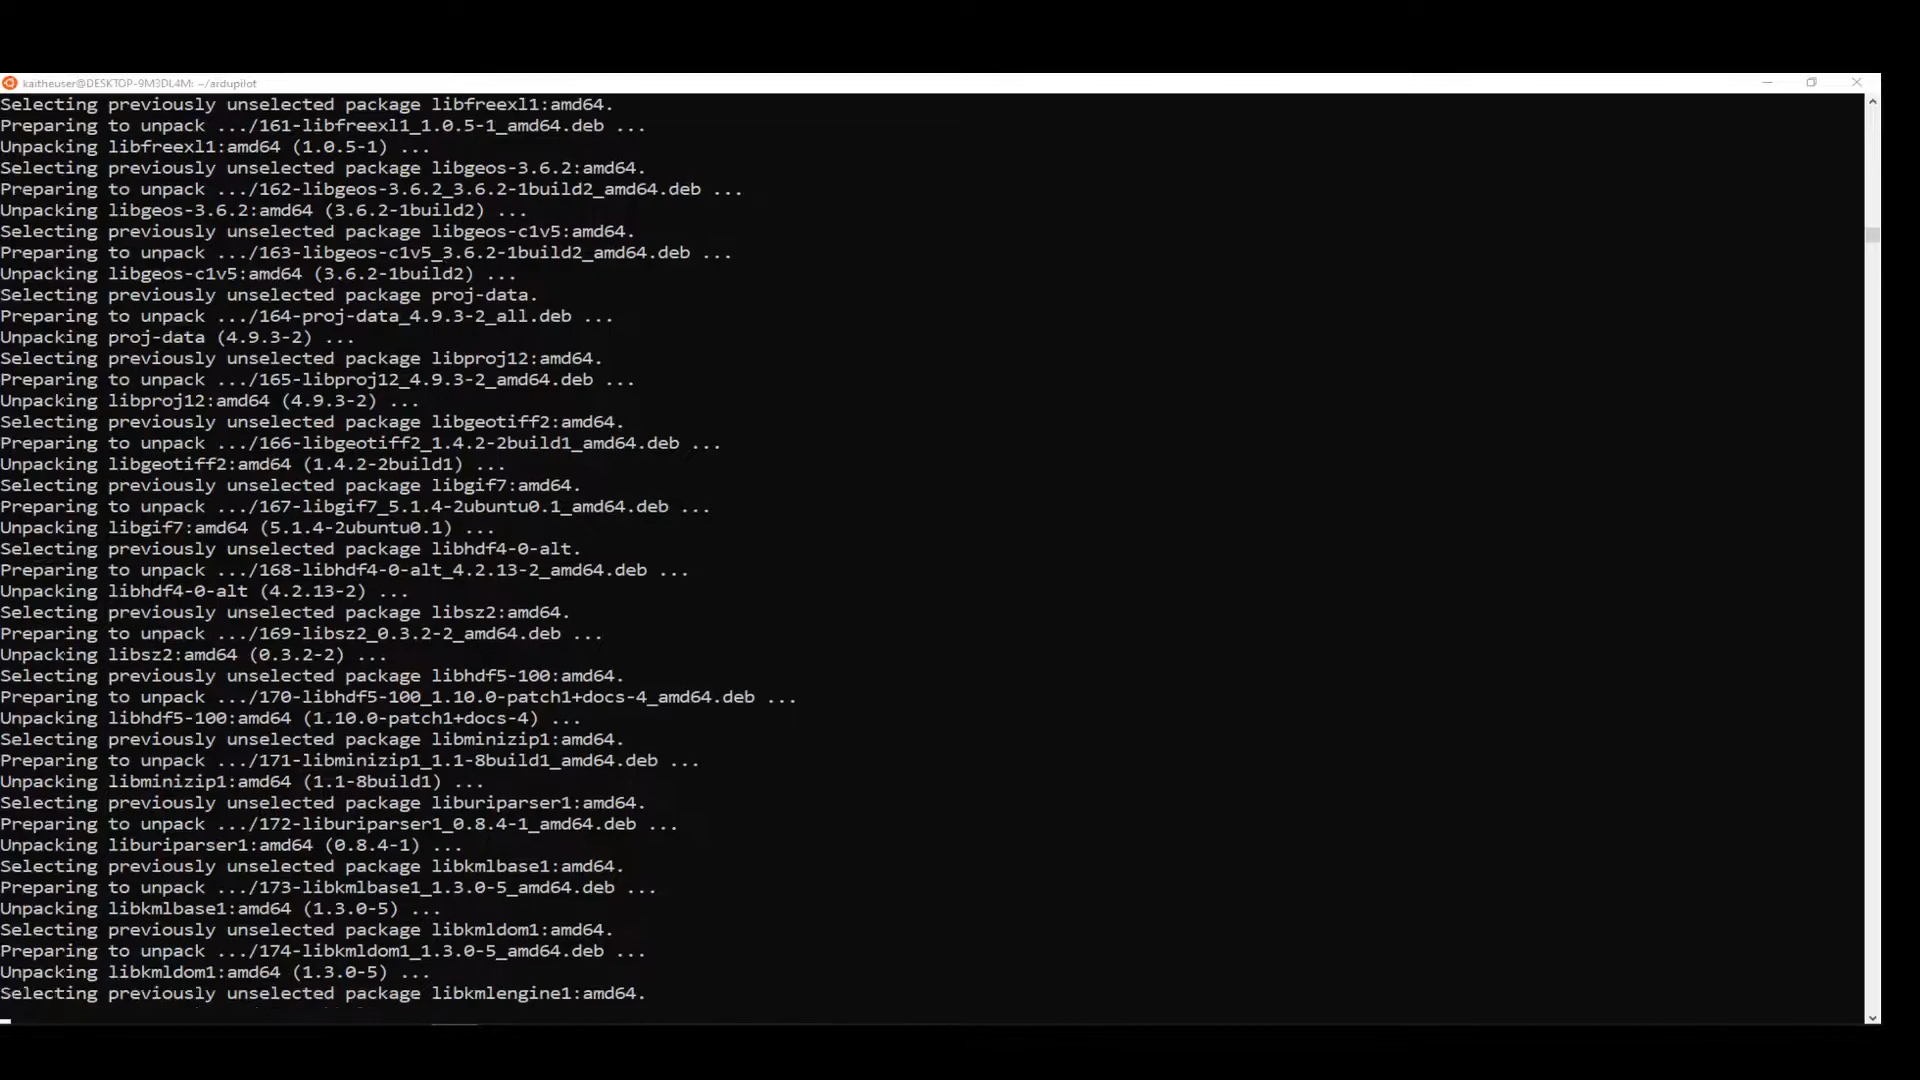 kaitheuser@DESKTOP-9M3DL4M: ~/ardupilot
Selecting previously unselected package libfreexl1:amd64.
Preparing to unpack .../161-libfreexl1_1.0.5-1_amd64.deb ...
Unpacking libfreexl1:amd64 (1.0.5-1) ...
Selecting previously unselected package libgeos-3.6.2:amd64.
Preparing to unpack .../162-libgeos-3.6.2_3.6.2-1build2_amd64.deb ...
Unpacking libgeos-3.6.2:amd64 (3.6.2-1build2) ...
Selecting previously unselected package libgeos-c1v5:amd64.
Preparing to unpack .../163-libgeos-c1v5_3.6.2-1build2_amd64.deb ...
Unpacking libgeos-c1v5:amd64 (3.6.2-1build2) ...
Selecting previously unselected package proj-data.
Preparing to unpack .../164-proj-data_4.9.3-2_all.deb ...
Unpacking proj-data (4.9.3-2) ...
Selecting previously unselected package libproj12:amd64.
Preparing to unpack .../165-libproj12_4.9.3-2_amd64.deb ...
Unpacking libproj12:amd64 (4.9.3-2) ...
Selecting previously unselected package libgeotiff2:amd64.
Preparing to unpack .../166-libgeotiff2_1.4.2-2build1_amd64.deb ...
Unpacking libgeotiff2:amd64 (1.4.2-2build1) ...
Selecting previously unselected package libgif7:amd64.
Preparing to unpack .../167-libgif7_5.1.4-2ubuntu0.1_amd64.deb ...
Unpacking libgif7:amd64 (5.1.4-2ubuntu0.1) ...
Selecting previously unselected package libhdf4-0-alt.
Preparing to unpack .../168-libhdf4-0-alt_4.2.13-2_amd64.deb ...
Unpacking libhdf4-0-alt (4.2.13-2) ...
Selecting previously unselected package libsz2:amd64.
Preparing to unpack .../169-libsz2_0.3.2-2_amd64.deb ...
Unpacking libsz2:amd64 (0.3.2-2) ...
Selecting previously unselected package libhdf5-100:amd64.
Preparing to unpack .../170-libhdf5-100_1.10.0-patch1+docs-4_amd64.deb ...
Unpacking libhdf5-100:amd64 (1.10.0-patch1+docs-4) ...
Selecting previously unselected package libminizip1:amd64.
Preparing to unpack .../171-libminizip1_1.1-8build1_amd64.deb ...
Unpacking libminizip1:amd64 (1.1-8build1) ...
Selecting previously unselected package liburiparser1:amd64.
Preparing to unpack .../172-liburiparser1_0.8.4-1_amd64.deb ...
Unpacking liburiparser1:amd64 (0.8.4-1) ...
Selecting previously unselected package libkmlbase1:amd64.
Preparing to unpack .../173-libkmlbase1_1.3.0-5_amd64.deb ...
Unpacking libkmlbase1:amd64 (1.3.0-5) ...
Selecting previously unselected package libkmldom1:amd64.
Preparing to unpack .../174-libkmldom1_1.3.0-5_amd64.deb ...
Unpacking libkmldom1:amd64 (1.3.0-5) ...
Selecting previously unselected package libkmlengine1:amd64.